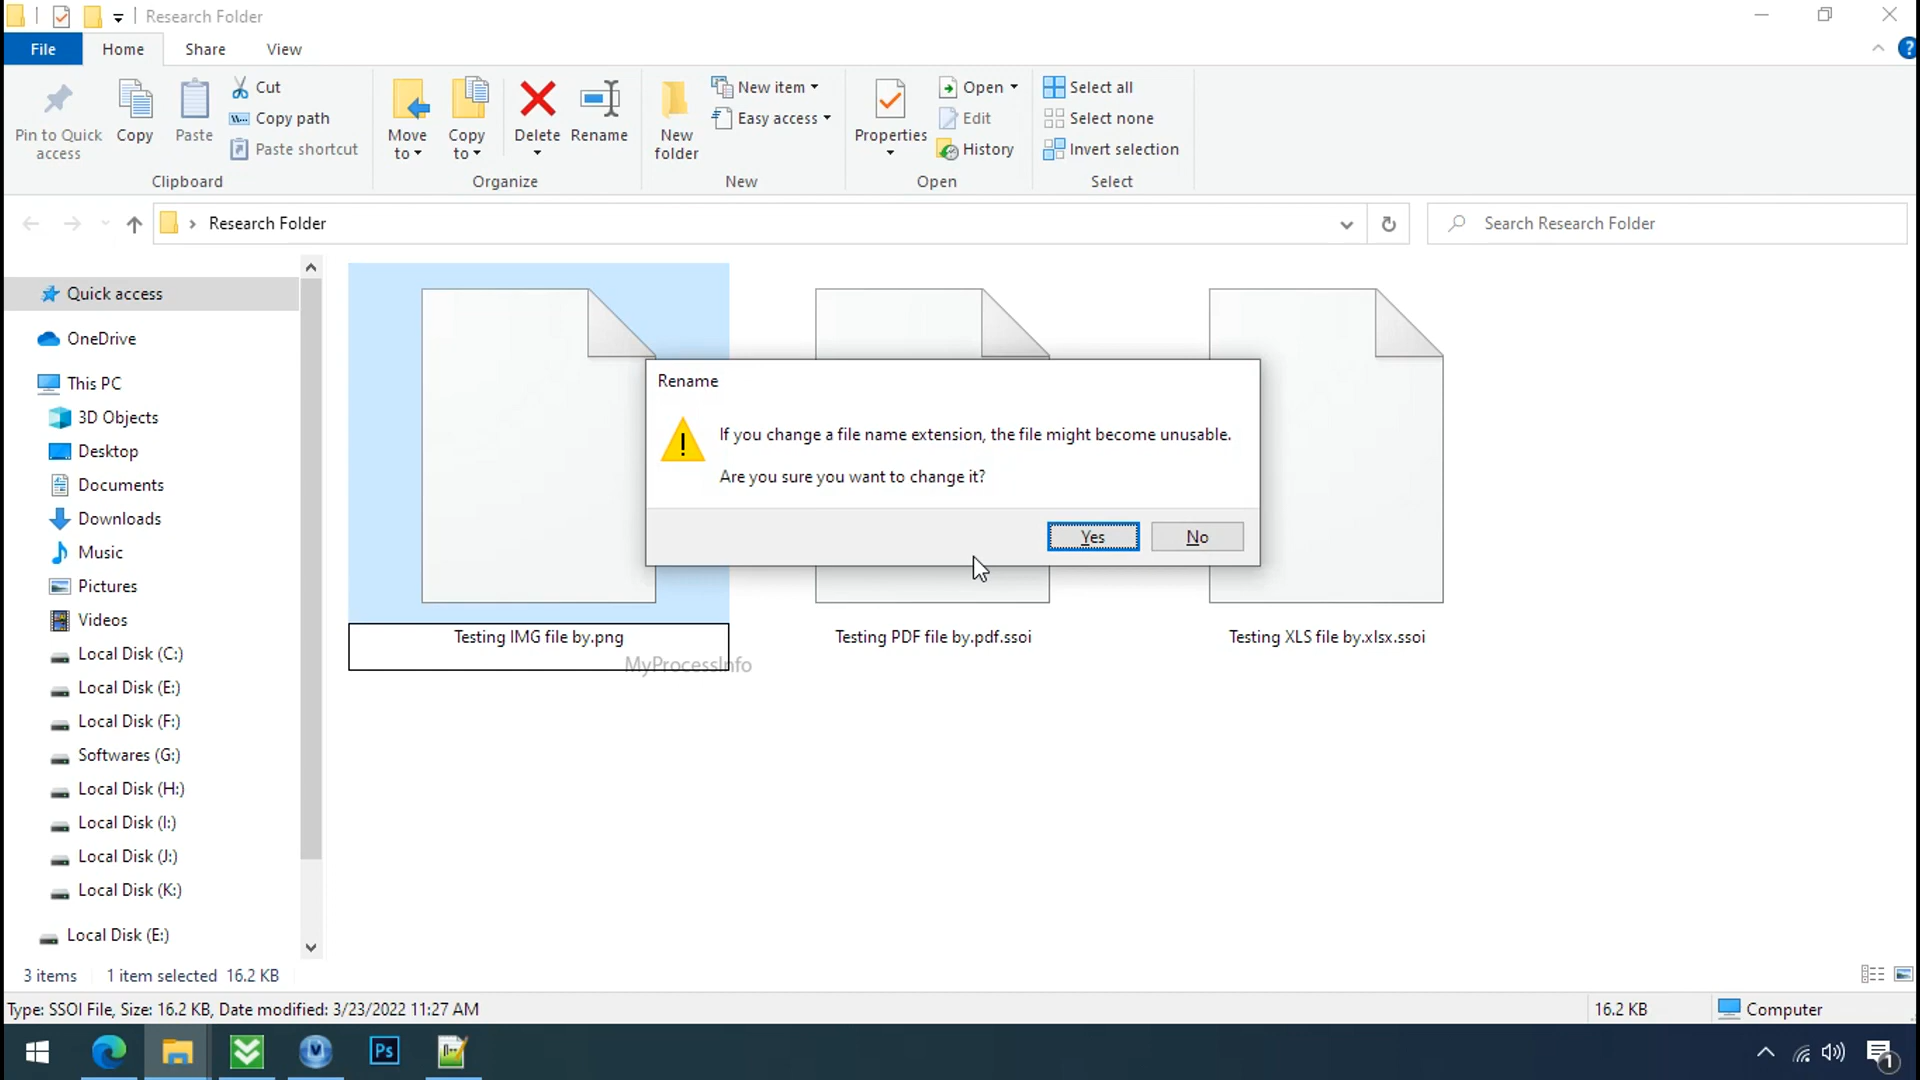 Research Folder
File
Home
Share
View
Pin to Quick
access
Copy
Paste
Cut
Copy path
Paste shortcut
Clipboard
Move
to
Copy
to
Delete
Rename
Organize
New
folder
New item
Easy access
New
Properties
Open
Edit
History
Open
Select all
Select none
Invert selection
Select
Research Folder
Search Research Folder
Quick access
OneDrive
This PC
3D Objects
Desktop
Documents
Downloads
Music
Pictures
Videos
Local Disk (C:)
Local Disk (E:)
Local Disk (F:)
Softwares (G:)
Local Disk (H:)
Local Disk (I:)
Local Disk (J:)
Local Disk (K:)
Local Disk (E:)
Rename
If you change a file name extension, the file might become unusable.
Are you sure you want to change it?
Yes
No
Testing IMG file by.png
Testing PDF file by.pdf.ssoi
Testing XLS file by.xlsx.ssoi
MyProcessInfo
3 items
1 item selected 16.2 KB
Type: SSOI File, Size: 16.2 KB, Date modified: 3/23/2022 11:27 AM
16.2 KB
Computer
Ps
1